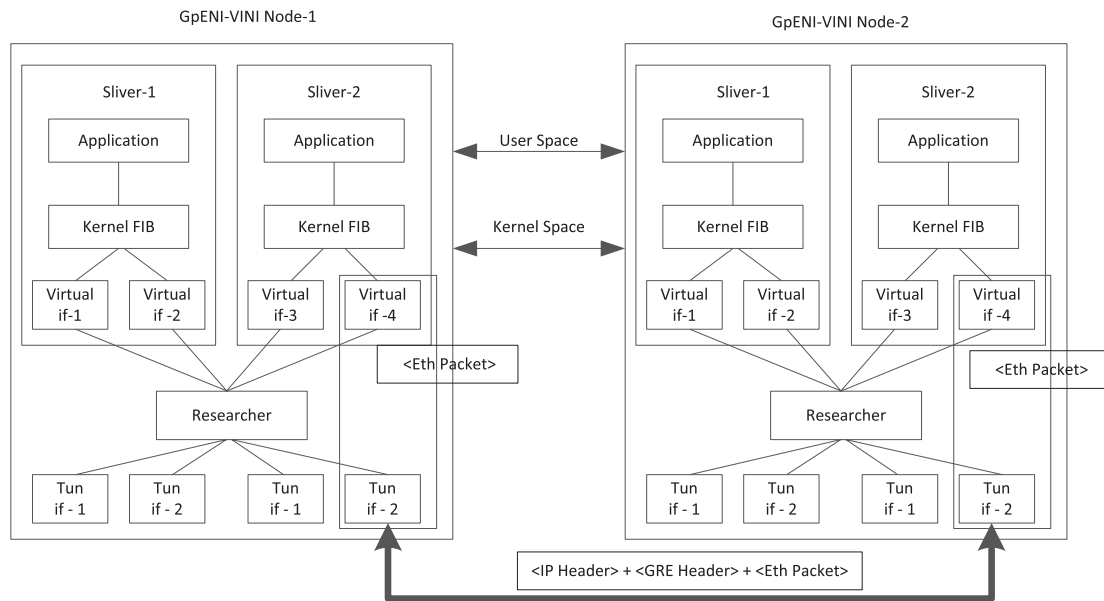 GpENI-VINI Node-1
Sliver-1
Sliver-2
Application
Application
Kernel FIB
Kernel FIB
Virtual
if-1
Virtual
if -2
Virtual
if-3
Virtual
if -4
<Eth Packet>
Researcher
Tun
if - 1
Tun
if - 2
Tun
if - 1
Tun
if - 2
User Space
Kernel Space
GpENI-VINI Node-2
Sliver-1
Sliver-2
Application
Application
Kernel FIB
Kernel FIB
Virtual
if-1
Virtual
if -2
Virtual
if-3
Virtual
if -4
<Eth Packet>
Researcher
Tun
if - 1
Tun
if - 2
Tun
if - 1
Tun
if - 2
<IP Header> + <GRE Header> + <Eth Packet>